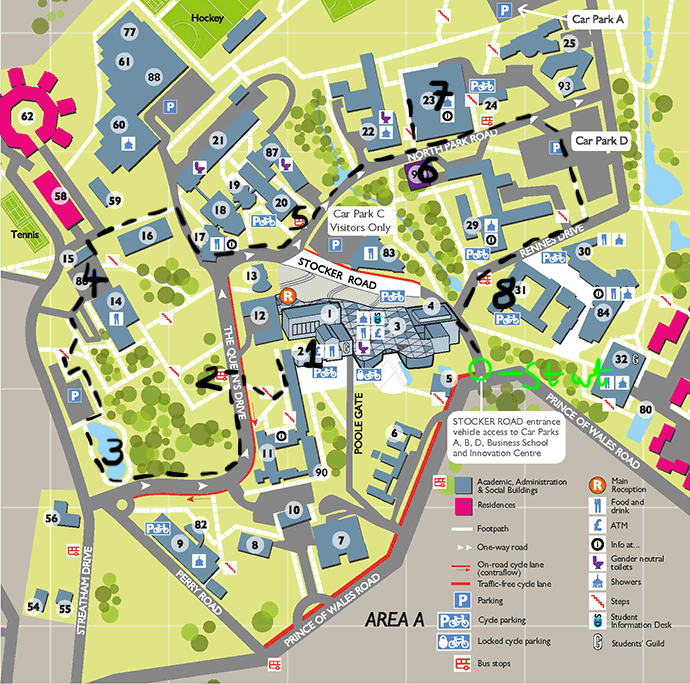 Hockey
Car Park A
77
61
88
60
62
58
59
Tennis
16
15
14
4
3
17
18
19
20
21
87
5
22
23
7
24
25
93
6
NORTH PARK ROAD
Car Park D
Car Park C
Visitors Only
83
29
RENNES DRIVE
30
31
8
84
32
80
STOCKER ROAD
13
R
12
1
1
2
3
4
5
THE QUEEN'S DRIVE
2
POOLE GATE
6
11
90
10
7
8
9
82
56
54
55
STREATHAM DRIVE
PERRY ROAD
PRINCE OF WALES ROAD
PRINCE OF WALES ROAD
Start
STOCKER ROAD entrance
vehicle access to Car Parks
A, B, D, Business School
and Innovation Centre
AREA A
Academic, Administration
& Social Buildings
Residences
Footpath
One-way road
On-road cycle lane
(contraflow)
Traffic-free cycle lane
P Parking
P Cycle parking
Locked cycle parking
Bus stops
R Main
Reception
Food and
drink
£ ATM
Info at...
Gender neutral
toilets
Showers
Steps
Student
Information Desk
Students' Guild